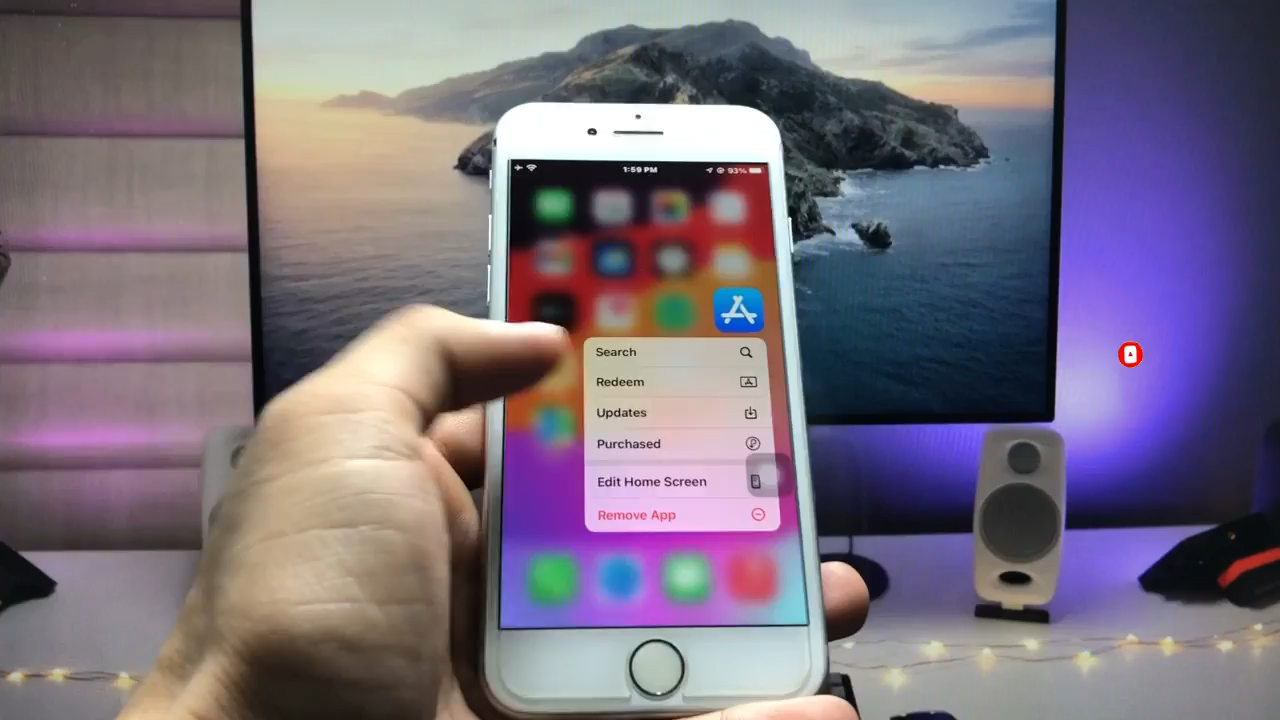 1:59 PM
93%
Search
Redeem
Updates
Purchased
Edit Home Screen
Remove App